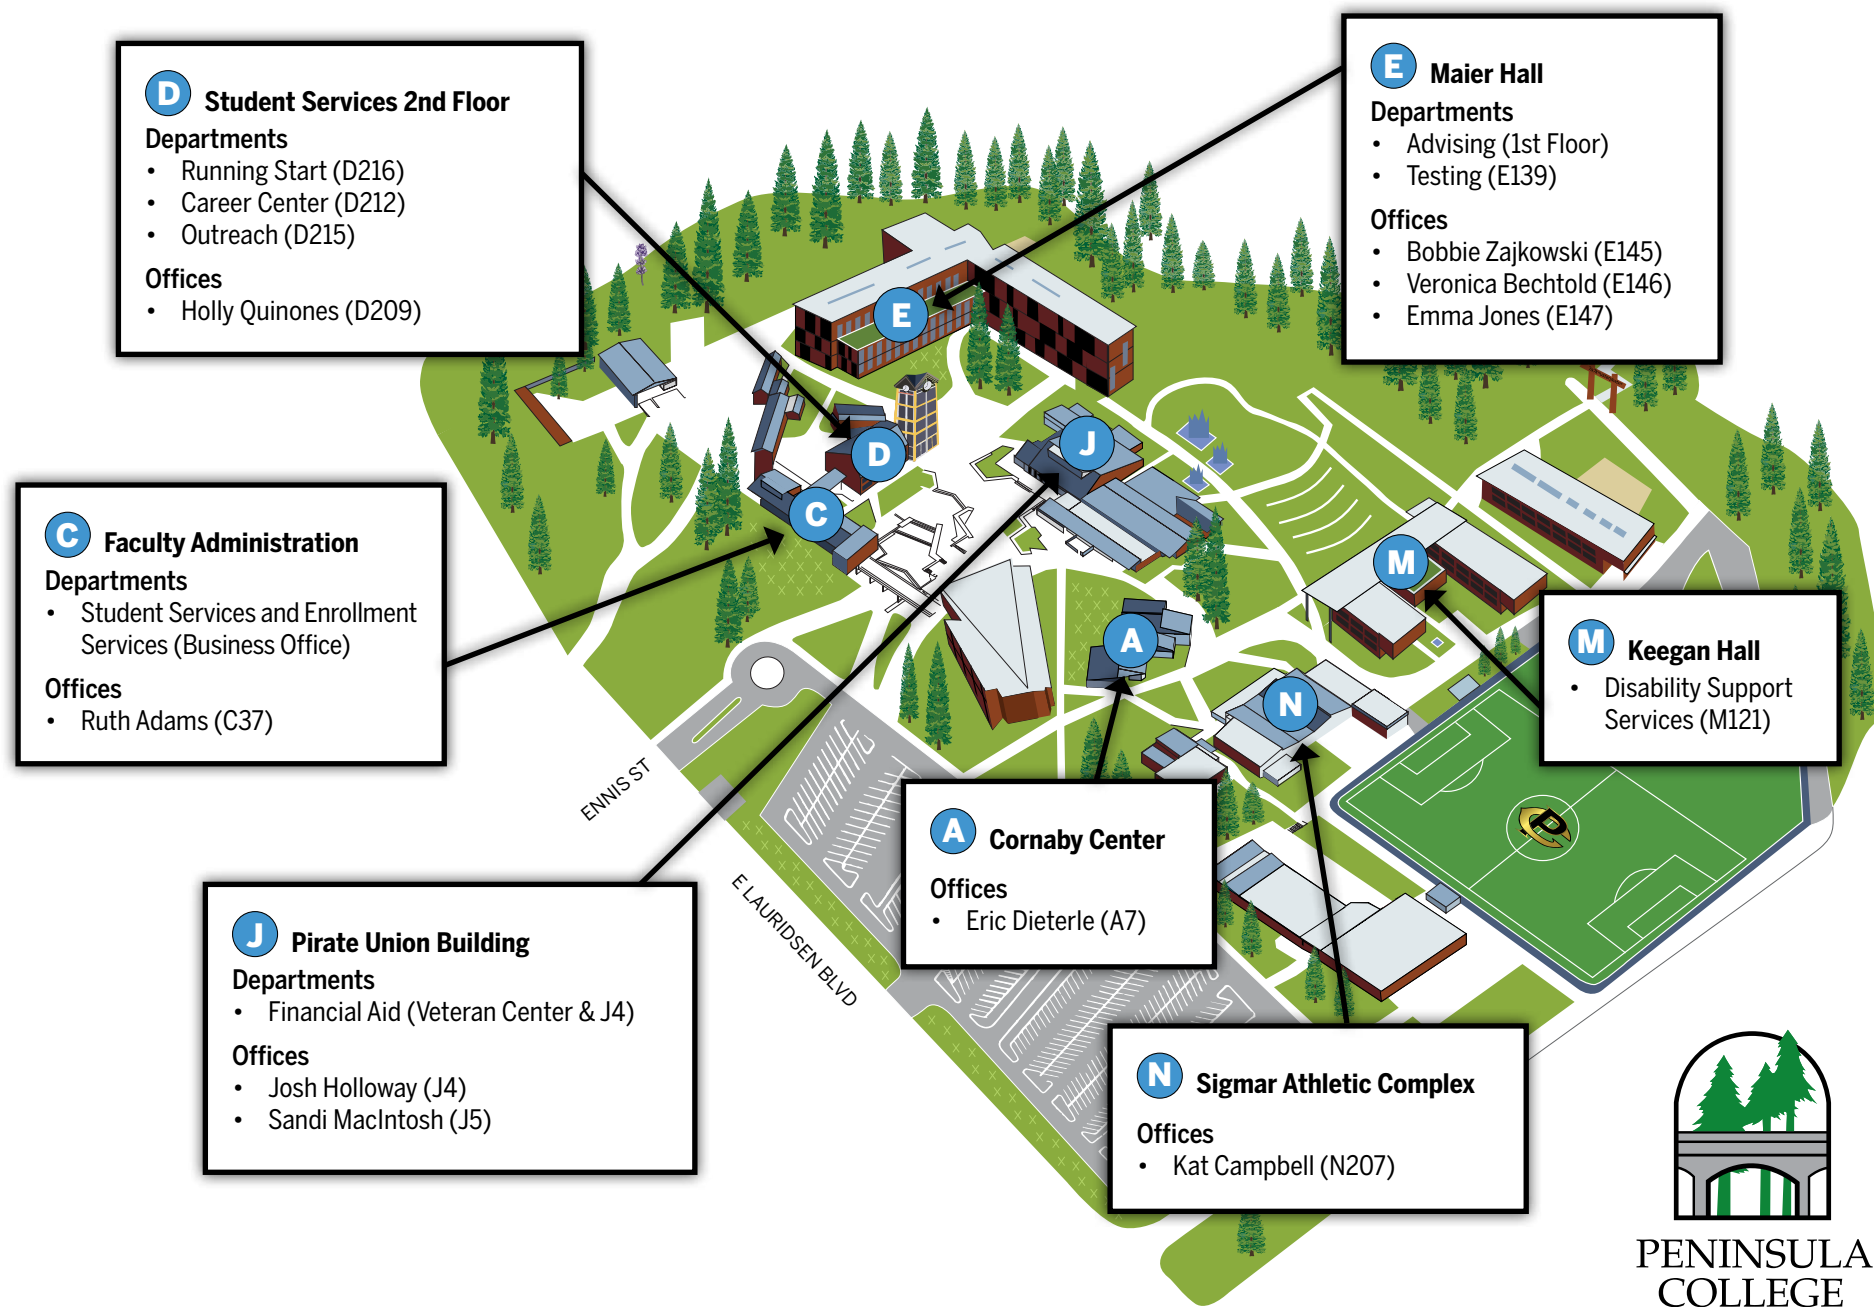 D Student Services 2nd Floor
Departments
• Running Start (D216)
• Career Center (D212)
• Outreach (D215)
Offices
• Holly Quinones (D209)
E Maier Hall
Departments
• Advising (1st Floor)
• Testing (E139)
Offices
• Bobbie Zajkowski (E145)
• Veronica Bechtold (E146)
• Emma Jones (E147)
E
J
D
C
M
A
N
C Faculty Administration
Departments
• Student Services and Enrollment
Services (Business Office)
Offices
• Ruth Adams (C37)
M Keegan Hall
• Disability Support
Services (M121)
ENNIS ST
E LAURIDSEN BLVD
A Cornaby Center
Offices
• Eric Dieterle (A7)
PC
J Pirate Union Building
Departments
• Financial Aid (Veteran Center & J4)
Offices
• Josh Holloway (J4)
• Sandi MacIntosh (J5)
N Sigmar Athletic Complex
Offices
• Kat Campbell (N207)
PENINSULA
COLLEGE